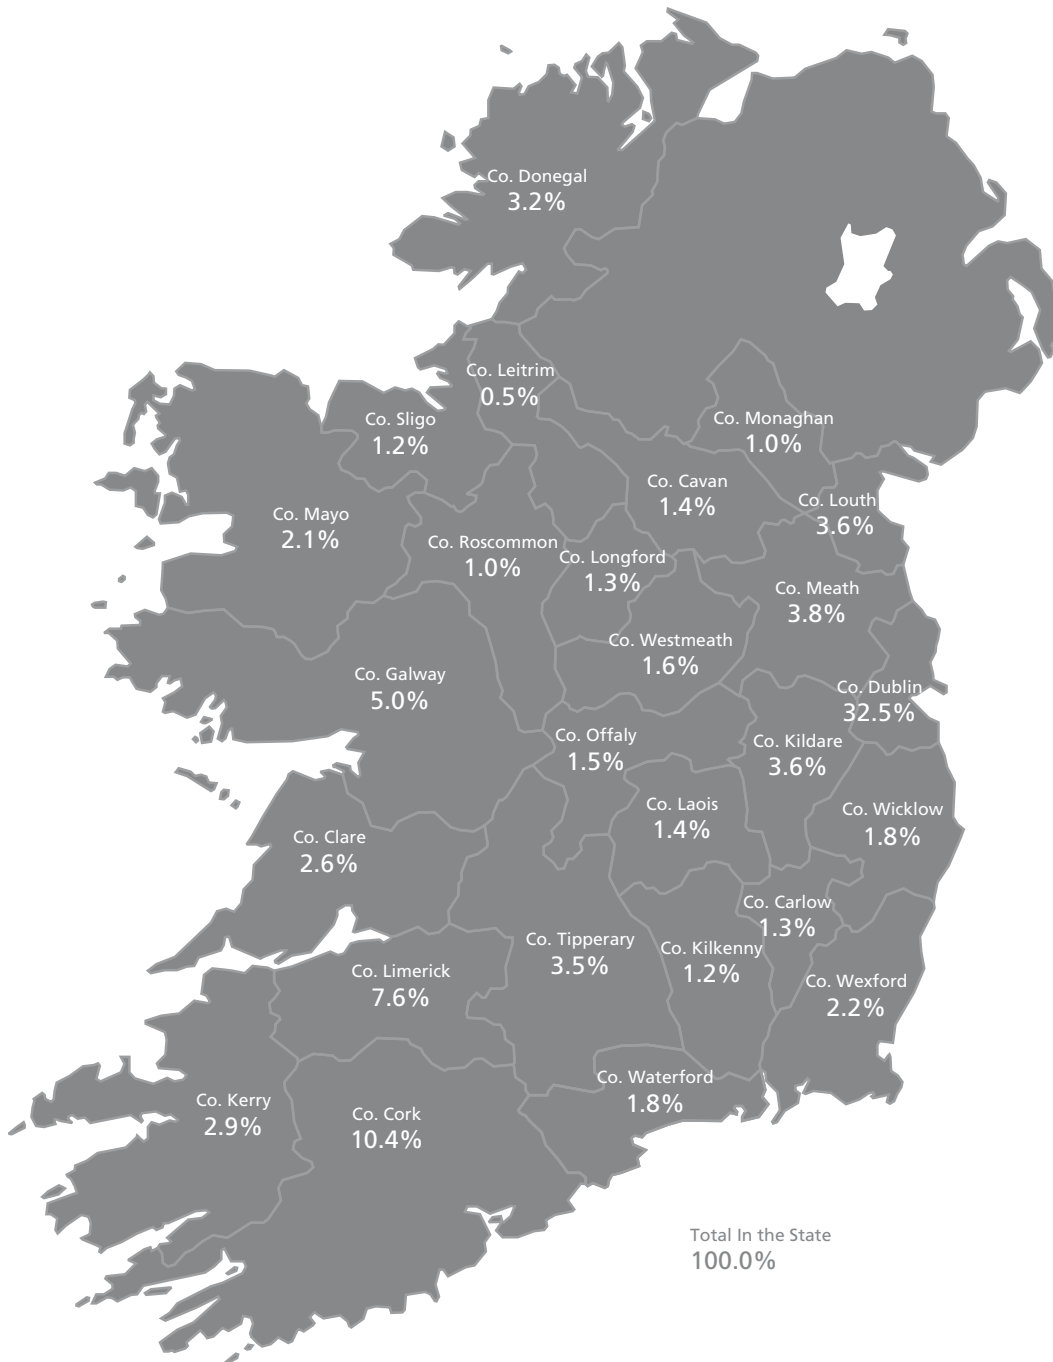 Co. Donegal
3.2%
Co. Leitrim
0.5%
Co. Sligo
1.2%
Co. Monaghan
1.0%
Co. Cavan
1.4%
Co. Louth
3.6%
Co. Mayo
2.1%
Co. Roscommon
1.0%
Co. Longford
1.3%
Co. Meath
3.8%
Co. Westmeath
1.6%
Co. Galway
5.0%
Co. Dublin
32.5%
Co. Offaly
1.5%
Co. Kildare
3.6%
Co. Laois
1.4%
Co. Wicklow
1.8%
Co. Clare
2.6%
Co. Carlow
1.3%
Co. Tipperary
3.5%
Co. Kilkenny
1.2%
Co. Limerick
7.6%
Co. Wexford
2.2%
Co. Waterford
1.8%
Co. Kerry
2.9%
Co. Cork
10.4%
Total In the State
100.0%